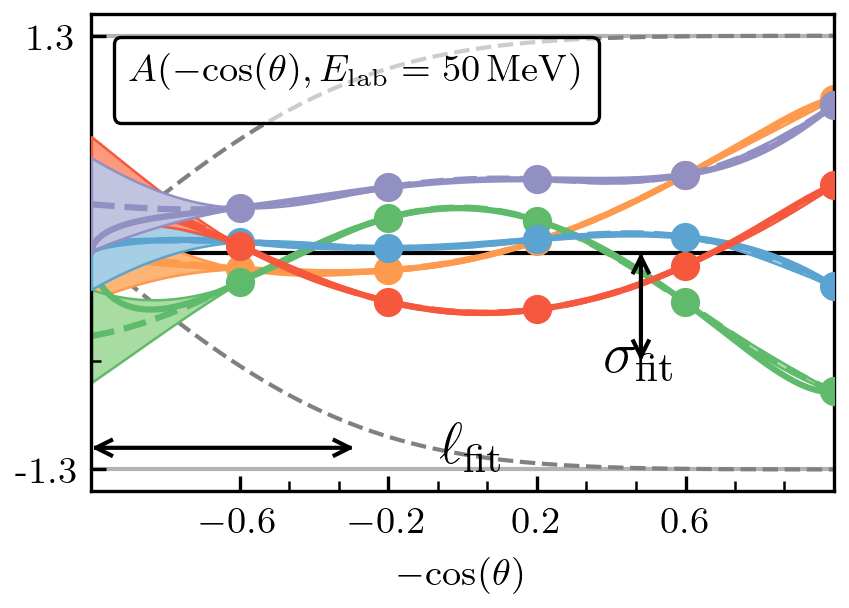 1.3
A(−cos(θ), E_lab = 50 MeV)
σ_fit
ℓ_fit
-1.3
−0.6 −0.2 0.2 0.6
−cos(θ)